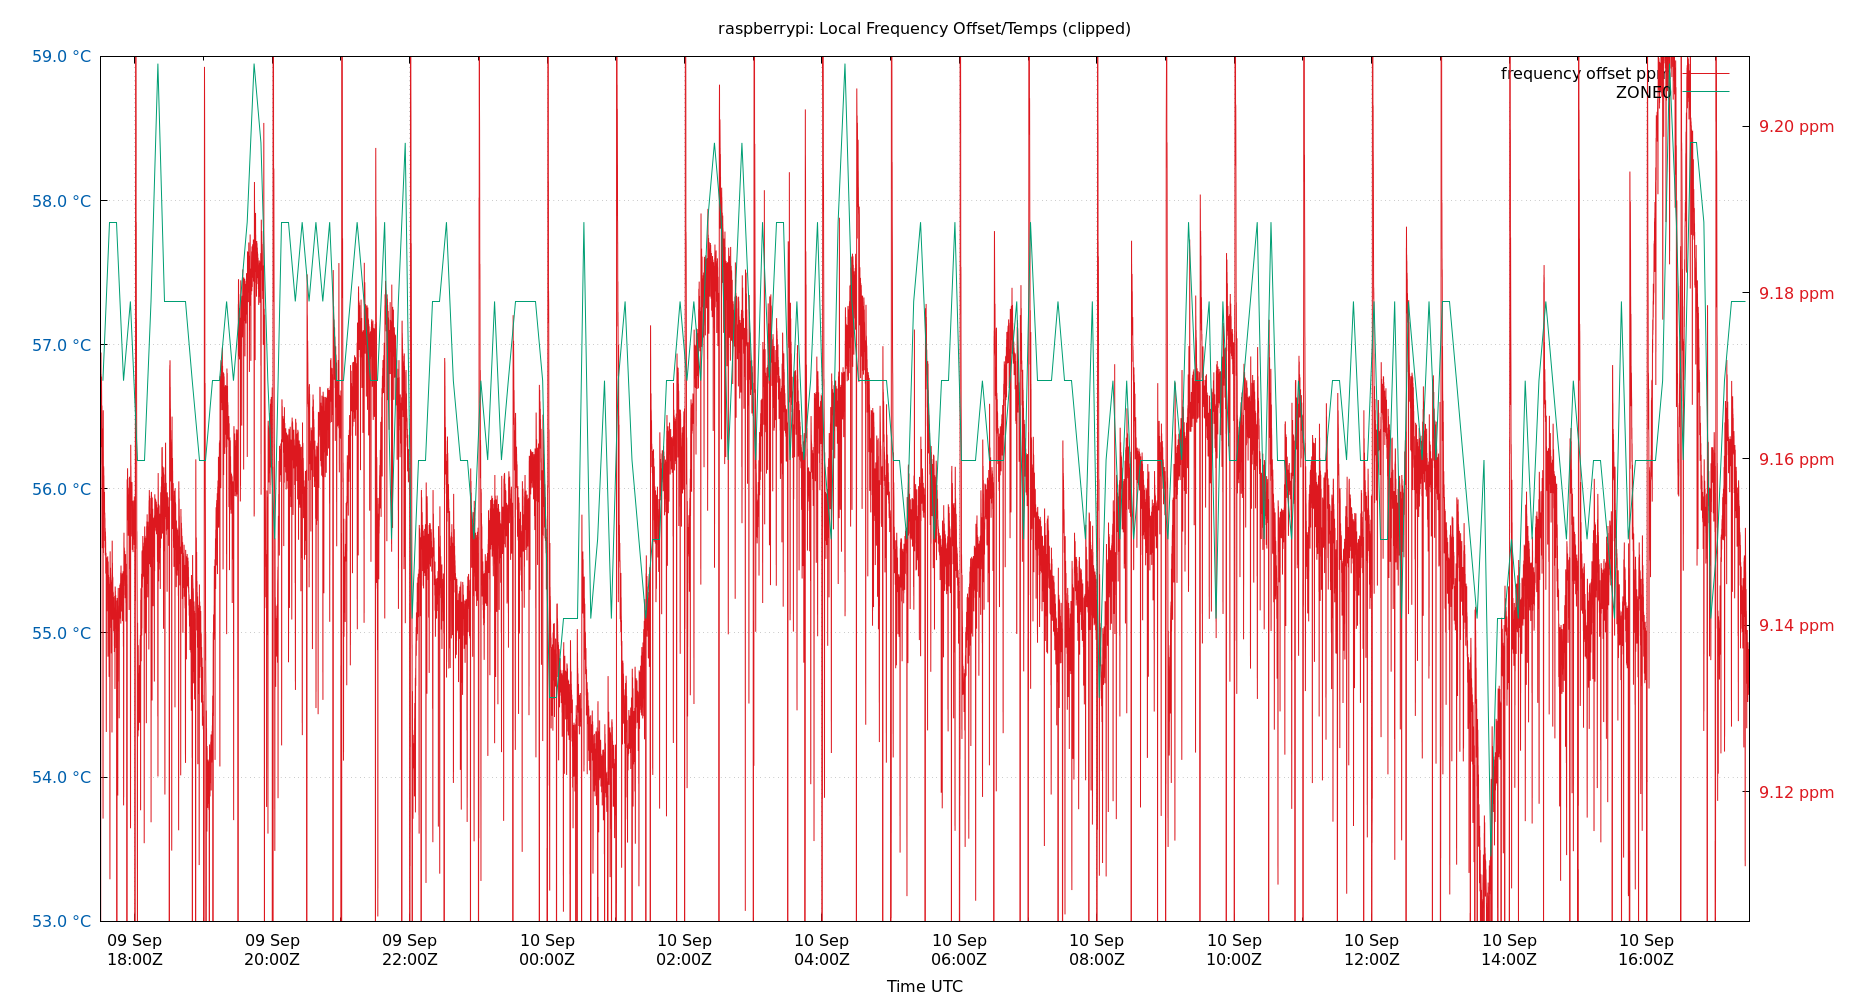 raspberrypi: Local Frequency Offset/Temps (clipped)
59.0 °C
58.0 °C
57.0 °C
56.0 °C
55.0 °C
54.0 °C
53.0 °C
frequency offset ppm
ZONE0
9.20 ppm
9.18 ppm
9.16 ppm
9.14 ppm
9.12 ppm
09 Sep 09 Sep 09 Sep 10 Sep 10 Sep 10 Sep 10 Sep 10 Sep 10 Sep 10 Sep 10 Sep 10 Sep
18:00Z 20:00Z 22:00Z 00:00Z 02:00Z 04:00Z 06:00Z 08:00Z 10:00Z 12:00Z 14:00Z 16:00Z
Time UTC